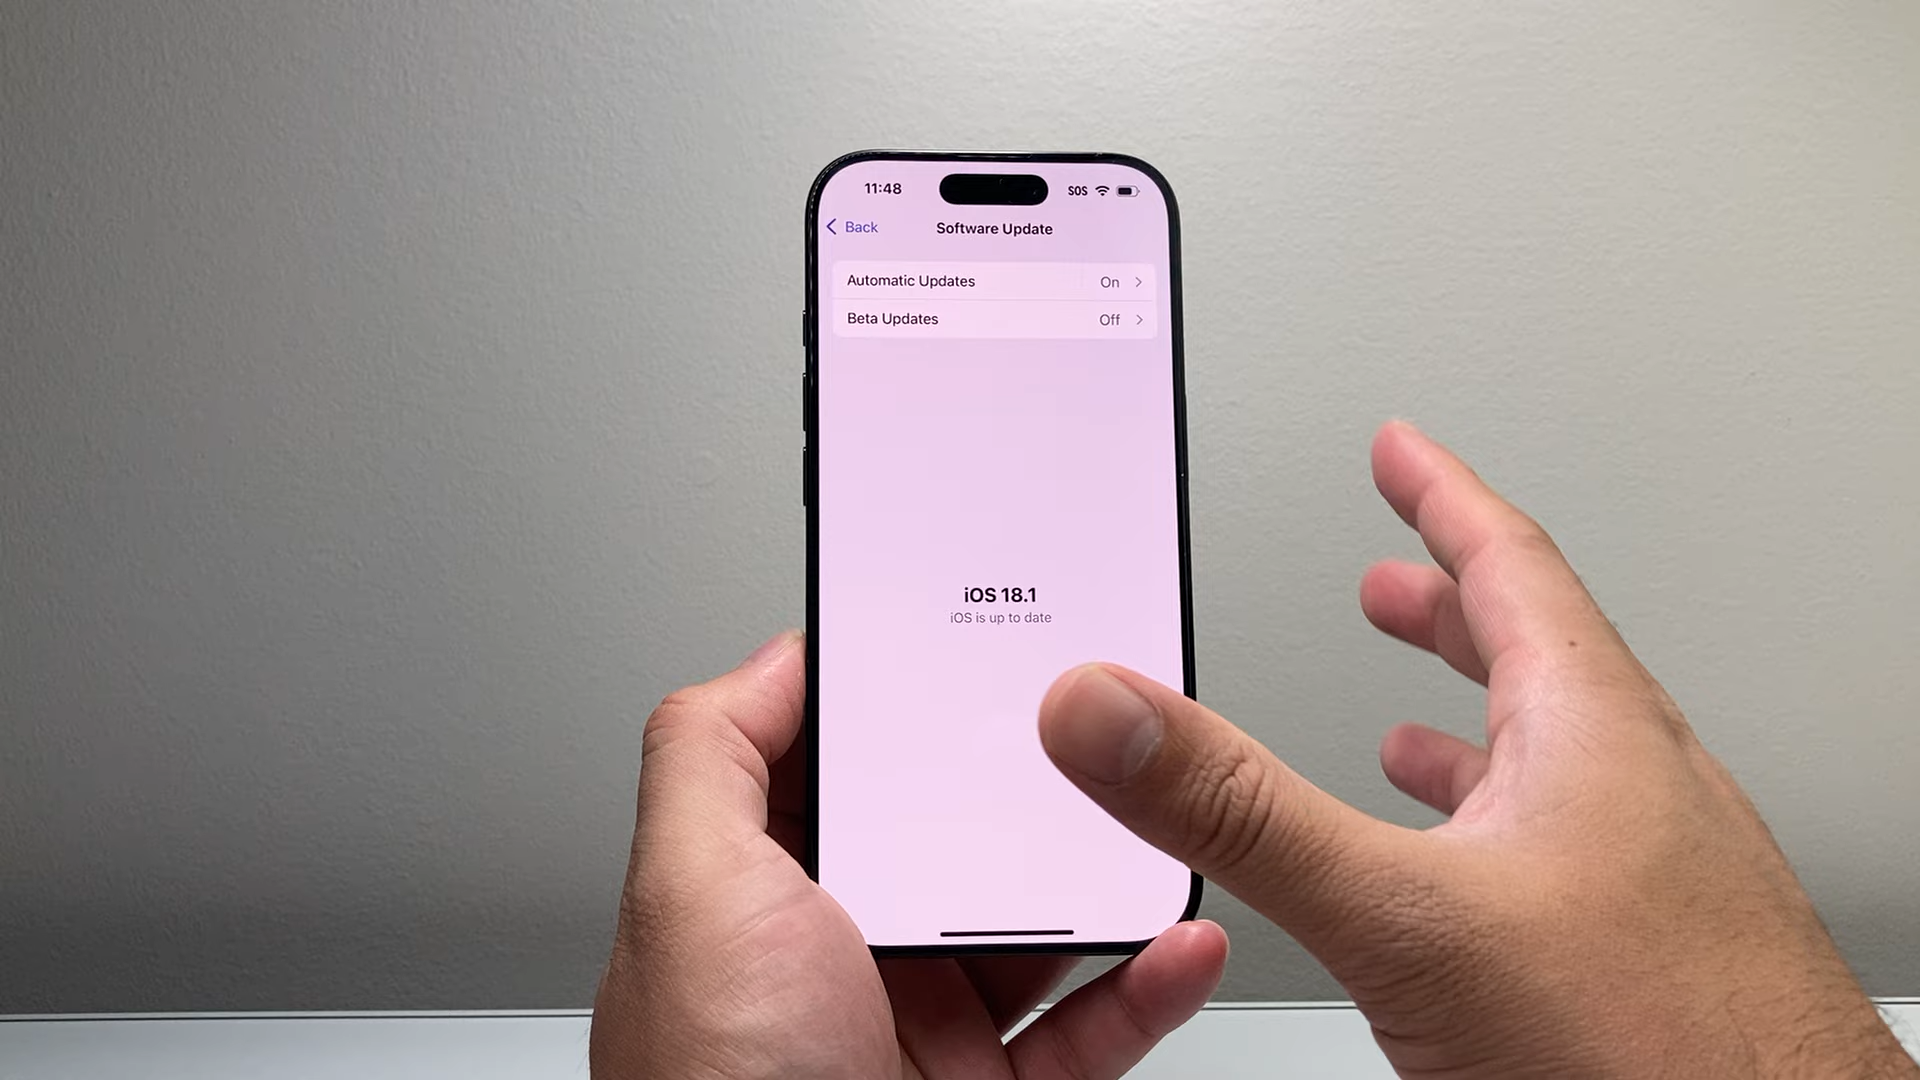 11:48 SOS
Back Software Update
Automatic Updates On
Beta Updates Off
iOS 18.1
iOS is up to date